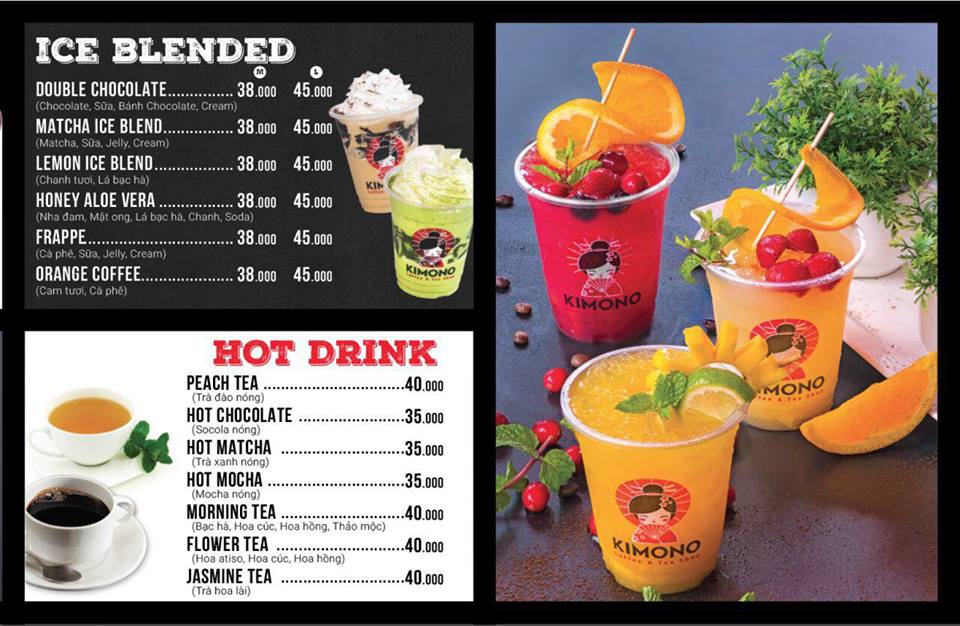 ICE BLENDED
M L
DOUBLE CHOCOLATE............... 38.000 45.000
(Chocolate, Sữa, Bánh Chocolate, Cream)
MATCHA ICE BLEND................ 38.000 45.000
(Matcha, Sữa, Jelly, Cream)
LEMON ICE BLEND.................. 38.000 45.000
(Chanh tươi, Lá bạc hà)
HONEY ALOE VERA ................. 38.000 45.000
(Nha đam, Mật ong, Lá bạc hà, Chanh, Soda)
FRAPPE.................................. 38.000 45.000
(Cà phê, Sữa, Jelly, Cream)
ORANGE COFFEE..................... 38.000 45.000
(Cam tươi, Cà phê)
KIMONO
Coffee & Tea Shop
HOT DRINK
PEACH TEA ................................40.000
(Trà đào nóng)
HOT CHOCOLATE ........................35.000
(Socola nóng)
HOT MATCHA ............................35.000
(Trà xanh nóng)
HOT MOCHA ...............................35.000
(Mocha nóng)
MORNING TEA ............................40.000
(Bạc hà, Hoa cúc, Hoa hồng, Thảo mộc)
FLOWER TEA .............................40.000
(Hoa atiso, Hoa cúc, Hoa hồng)
JASMINE TEA ............................40.000
(Trà hoa lài)
KIMONO
KIMONO
Coffee & Tea Shop